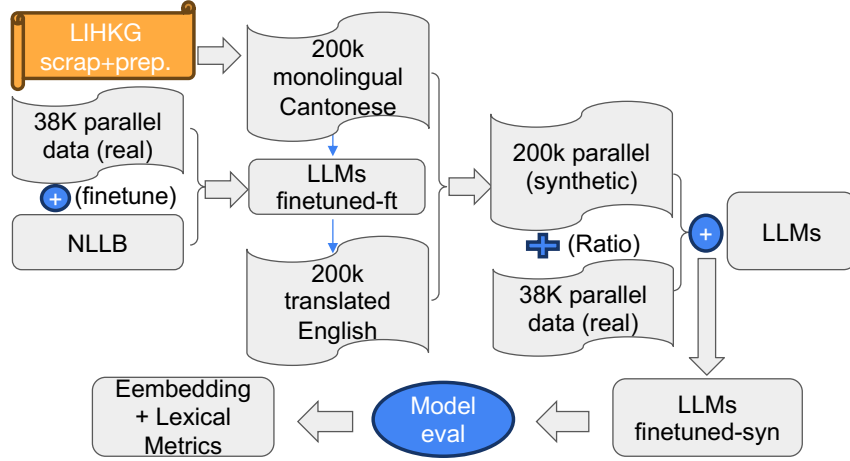 LIHKG
scrap+prep.
200k
monolingual
Cantonese
38K parallel
data (real)
+ (finetune)
NLLB
LLMs
finetuned-ft
200k
translated
English
200k parallel
(synthetic)
(Ratio)
38K parallel
data (real)
+
LLMs
LLMs
finetuned-syn
Model
eval
Eembedding
+ Lexical
Metrics